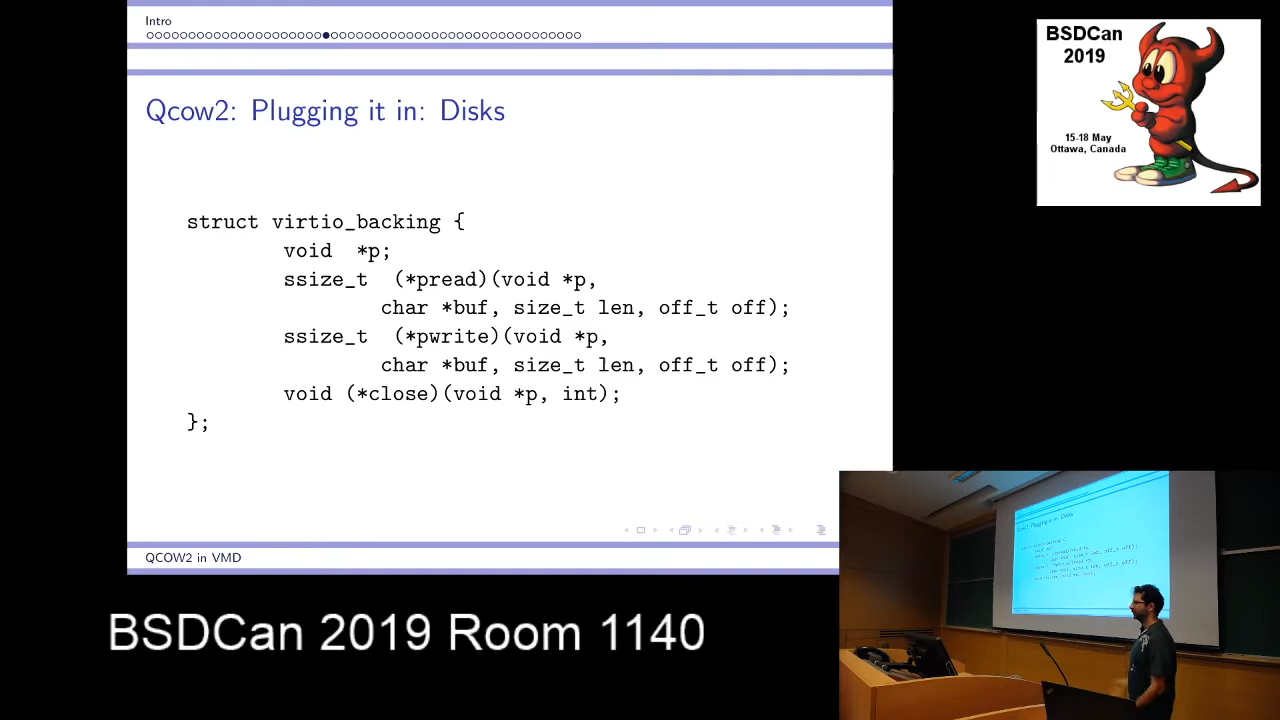 Intro
Qcow2: Plugging it in: Disks
struct virtio_backing {
void *p;
ssize_t (*pread)(void *p,
char *buf, size_t len, off_t off);
ssize_t (*pwrite)(void *p,
char *buf, size_t len, off_t off);
void (*close)(void *p, int);
};
QCOW2 in VMD
BSDCan 2019 Room 1140
BSDCan
2019
15-18 May
Ottawa, Canada